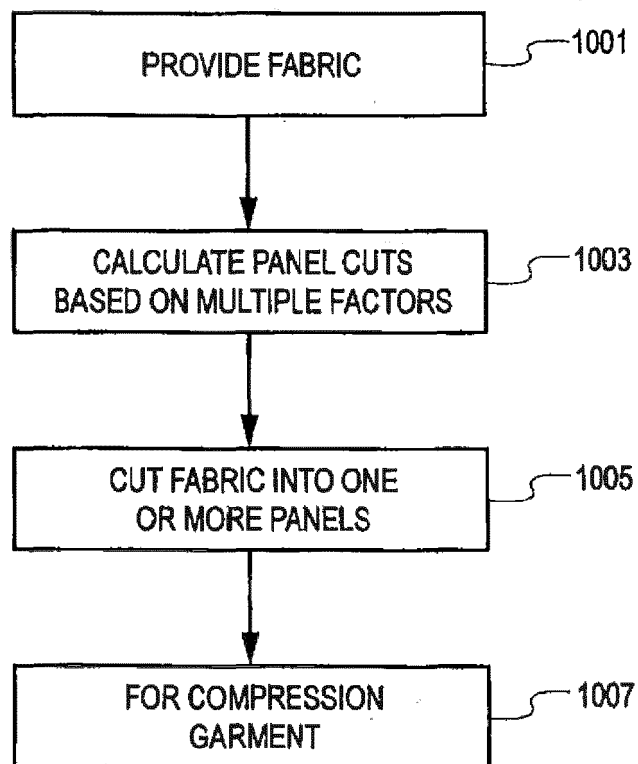 PROVIDE FABRIC
1001
CALCULATE PANEL CUTS
BASED ON MULTIPLE FACTORS
1003
CUT FABRIC INTO ONE
OR MORE PANELS
1005
FOR COMPRESSION
GARMENT
1007